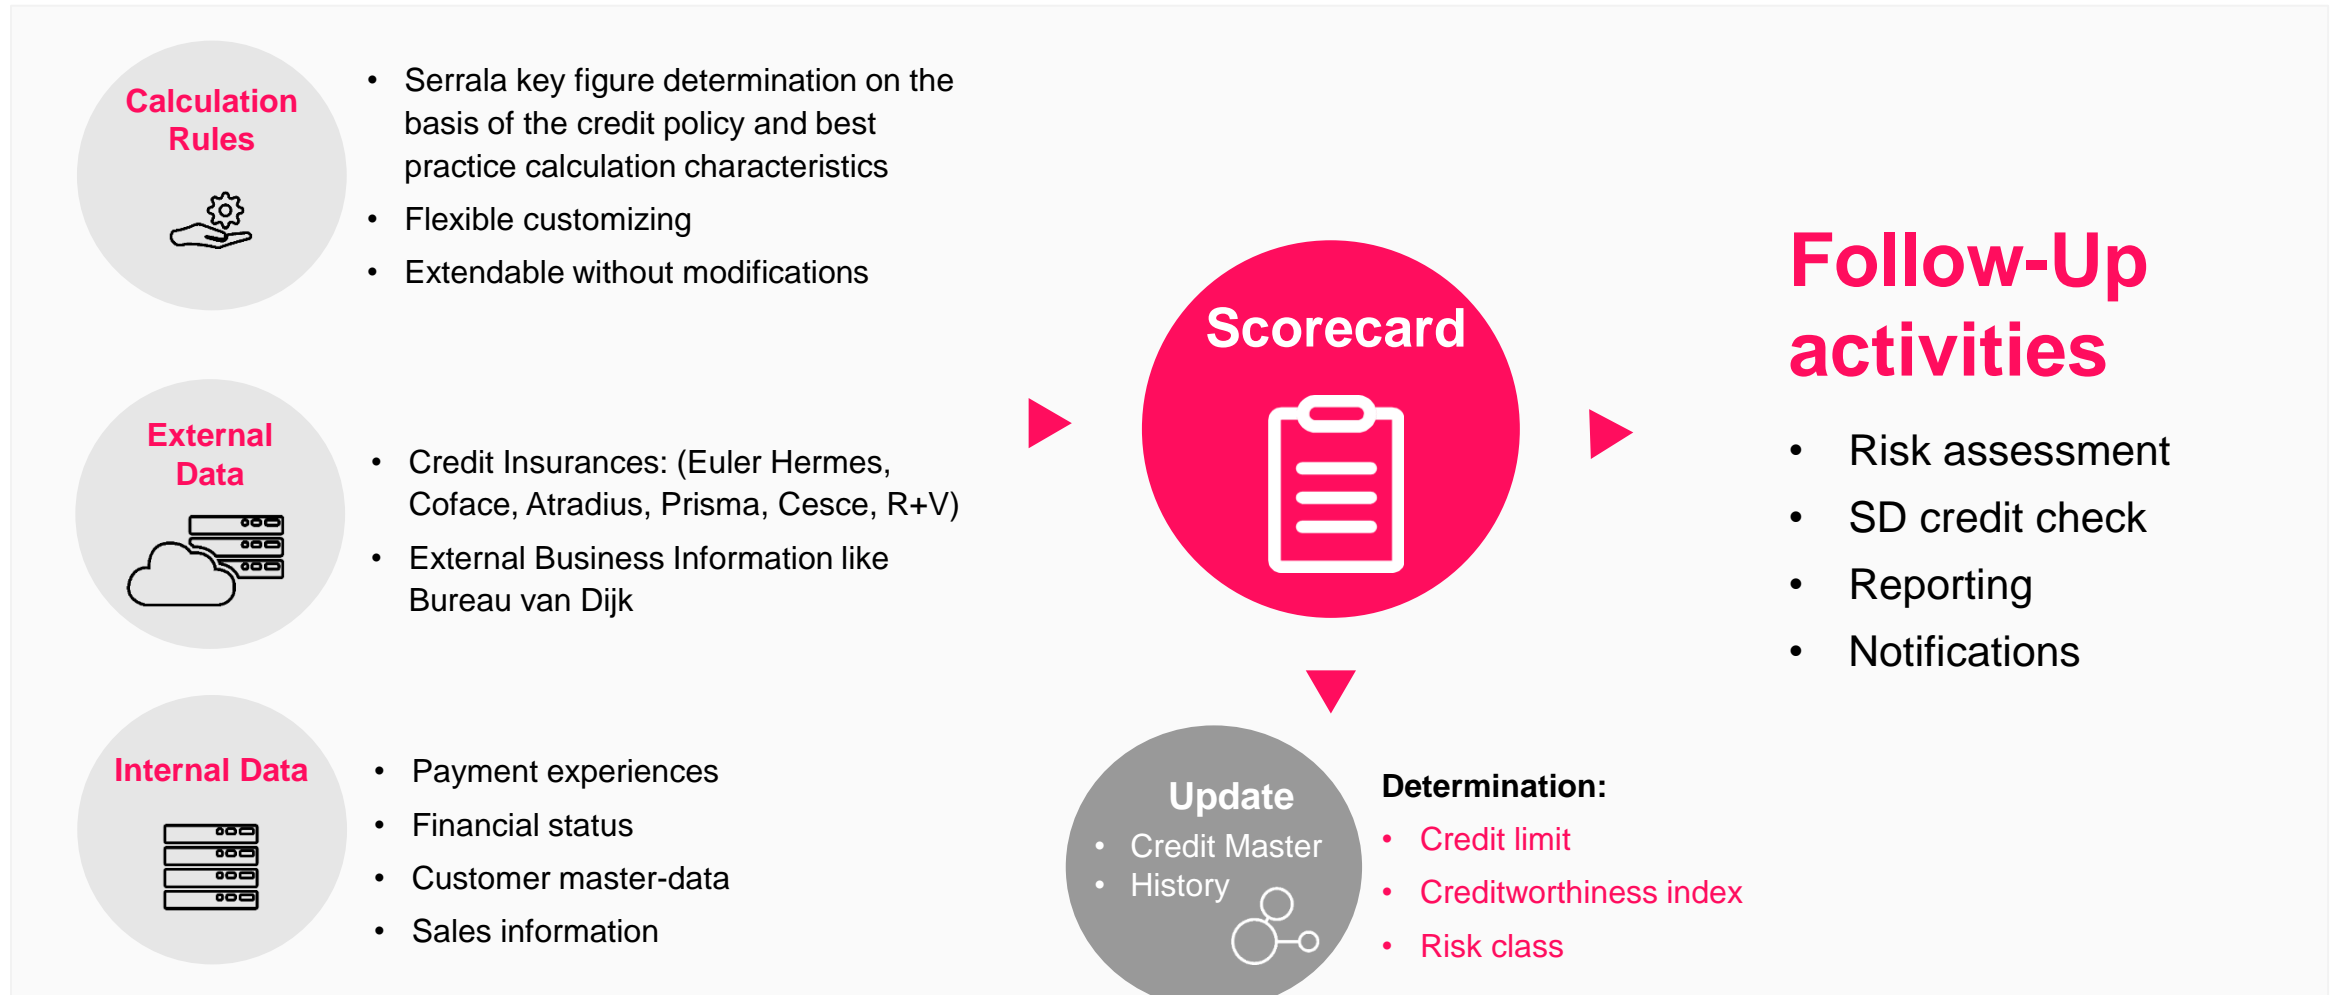 Calculation
Rules
• Serrala key figure determination on the
basis of the credit policy and best
practice calculation characteristics
• Flexible customizing
• Extendable without modifications
External
Data
• Credit Insurances: (Euler Hermes,
Coface, Atradius, Prisma, Cesce, R+V)
• External Business Information like
Bureau van Dijk
Internal Data
• Payment experiences
• Financial status
• Customer master-data
• Sales information
Scorecard
Update
• Credit Master
• History
Determination:
• Credit limit
• Creditworthiness index
• Risk class
Follow-Up
activities
• Risk assessment
• SD credit check
• Reporting
• Notifications